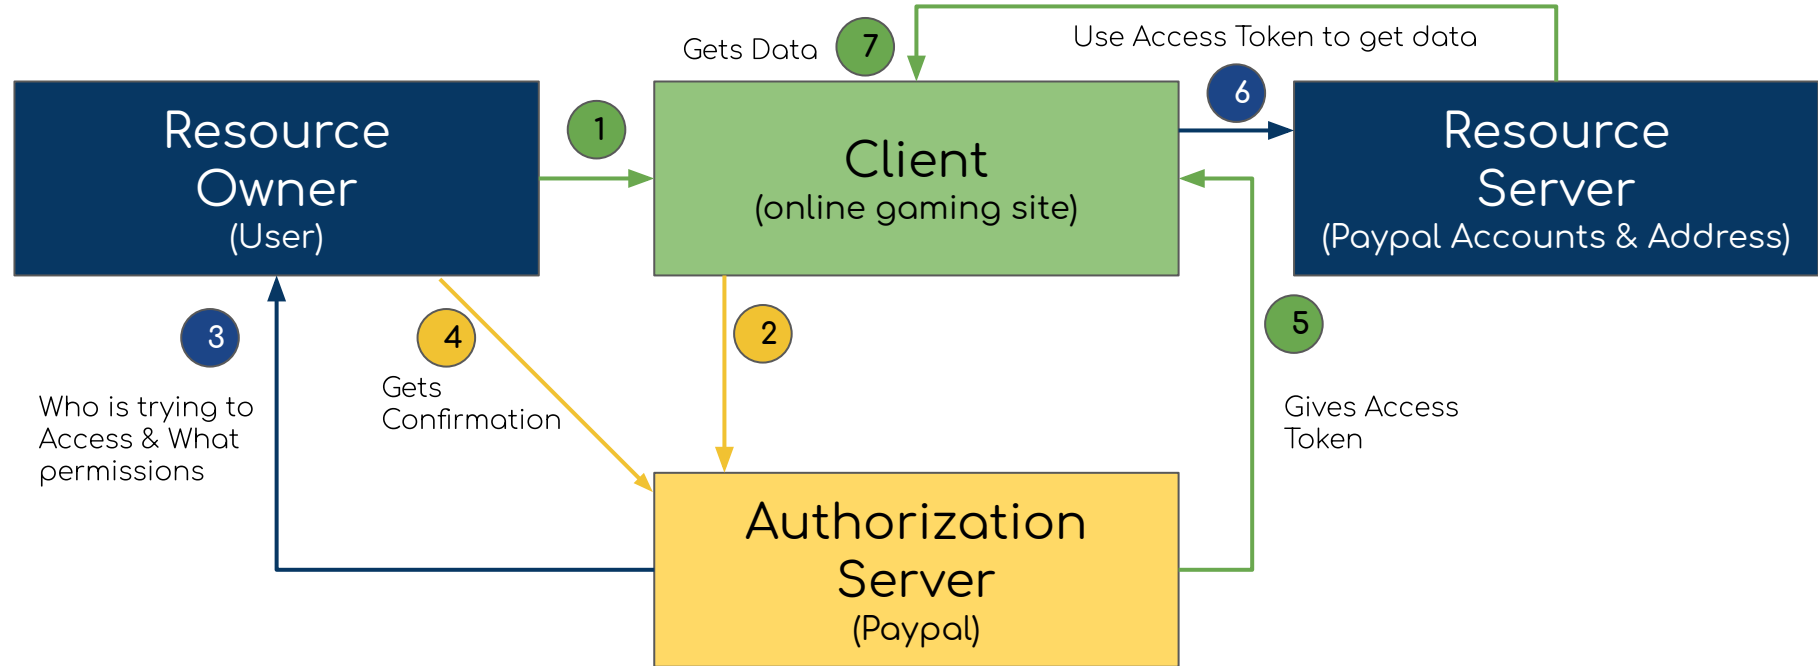 Gets Data
7
Use Access Token to get data
6
Resource
Owner
(User)
1
Client
(online gaming site)
Resource
Server
(Paypal Accounts & Address)
3
4
2
5
Who is trying to
Access & What
permissions
Gets
Confirmation
Gives Access
Token
Authorization
Server
(Paypal)